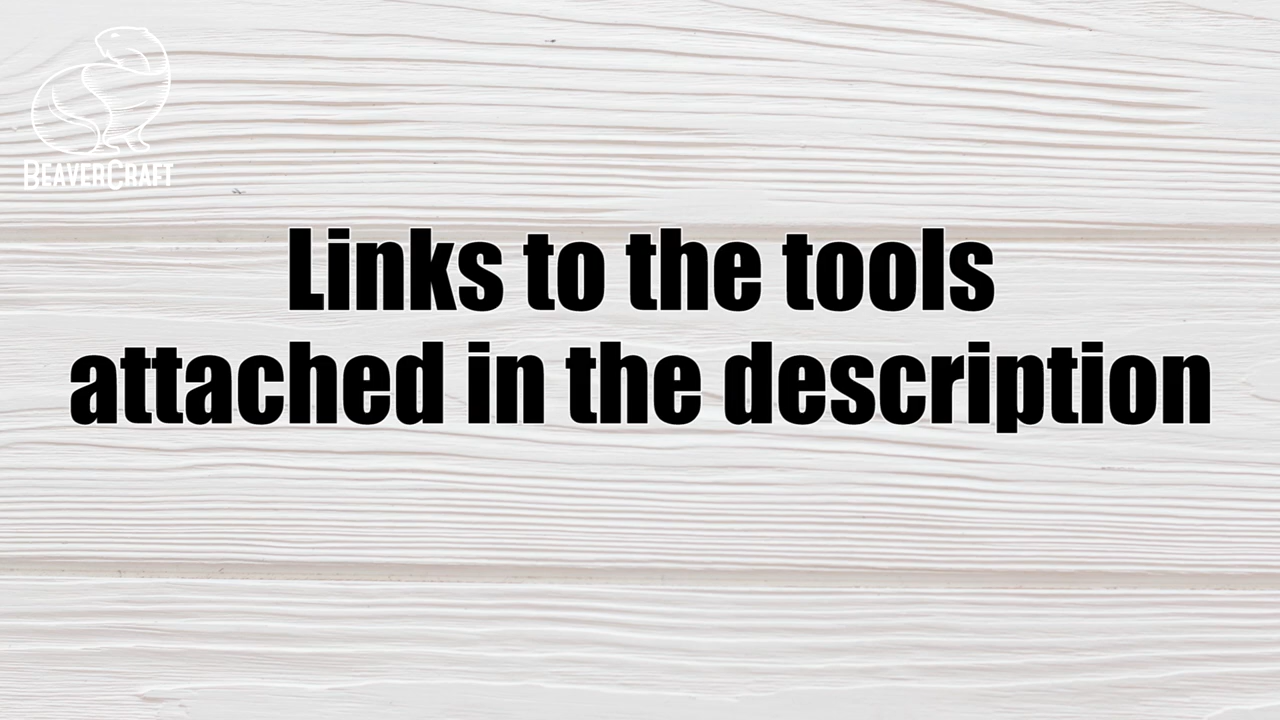 BEAVERCRAFT
Links to the tools
attached in the description